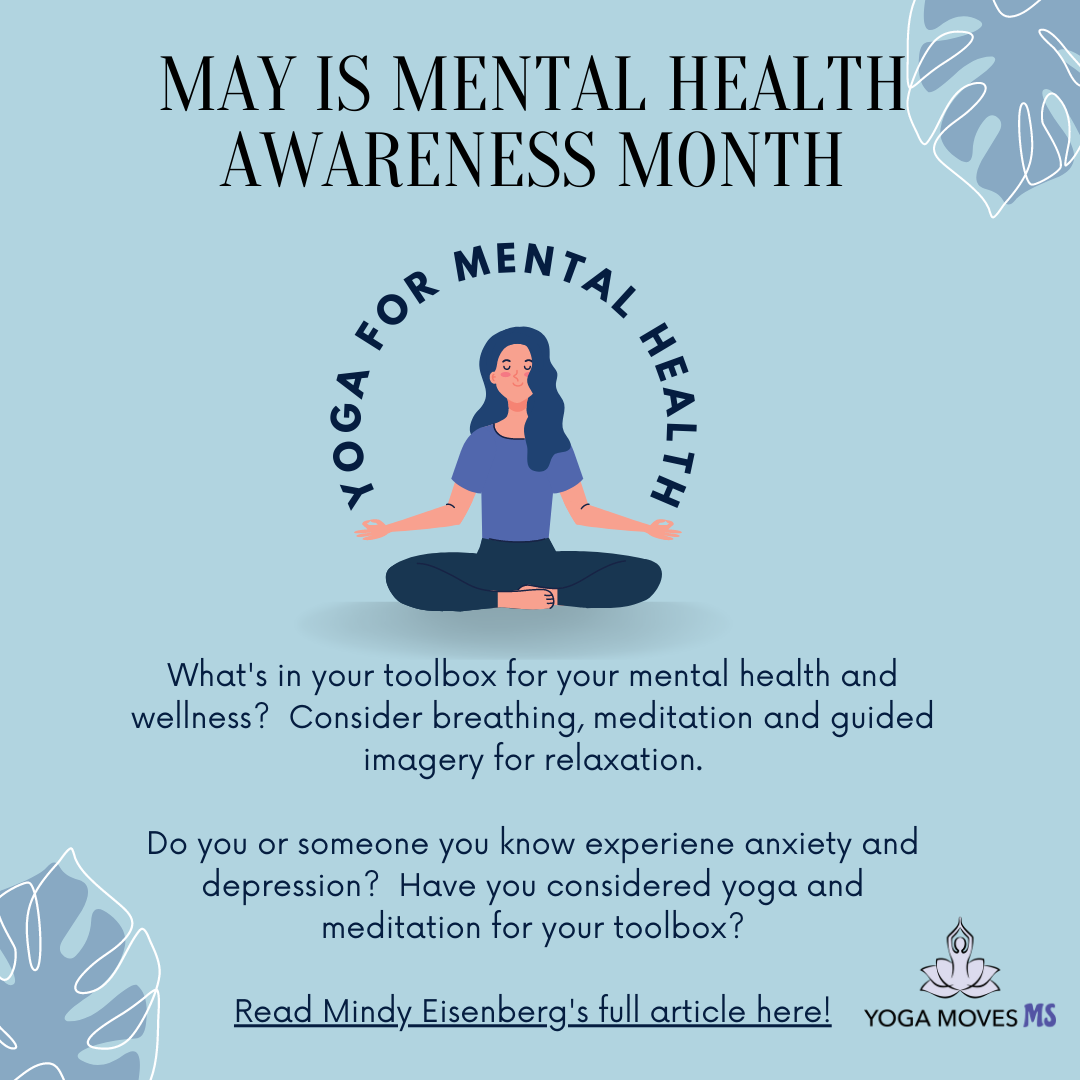 MAY IS MENTAL HEALTH
AWARENESS MONTH
YOGA FOR MENTAL HEALTH
What's in your toolbox for your mental health and
wellness?  Consider breathing, meditation and guided
imagery for relaxation.
Do you or someone you know experiene anxiety and
depression?  Have you considered yoga and
meditation for your toolbox?
Read Mindy Eisenberg's full article here!
YOGA MOVES MS